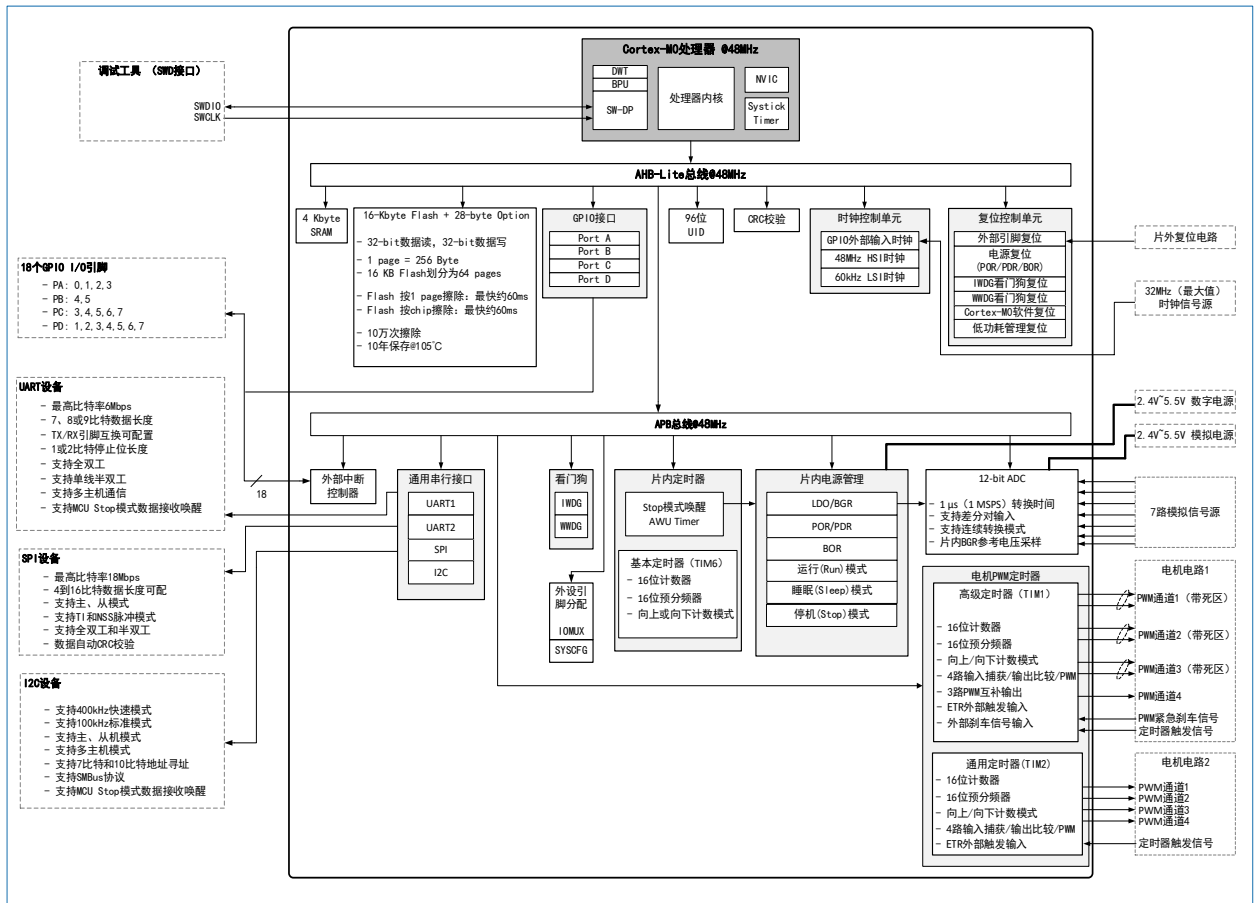 Cortex-M0处理器 @48MHz
DWT
BPU
SW-DP
处理器内核
NVIC
Systick
Timer
调试工具 （SWD接口）
SWDIO
SWCLK
AHB-Lite总线@48MHz
4 Kbyte
SRAM
16-Kbyte Flash + 28-byte Option
- 32-bit数据读，32-bit数据写
- 1 page = 256 Byte
- 16 KB Flash划分为64 pages
- Flash 按1 page擦除：最快约60ms
- Flash 按chip擦除：最快约60ms
- 10万次擦除
- 10年保存@105℃
GPIO接口
Port A
Port B
Port C
Port D
96位
UID
CRC校验
时钟控制单元
GPIO外部输入时钟
48MHz HSI时钟
60kHz LSI时钟
复位控制单元
外部引脚复位
电源复位
(POR/PDR/BOR)
IWDG看门狗复位
WWDG看门狗复位
Cortex-M0软件复位
低功耗管理复位
片外复位电路
32MHz（最大值）
时钟信号源
18个GPIO I/O引脚
- PA: 0,1,2,3
- PB: 4,5
- PC: 3,4,5,6,7
- PD: 1,2,3,4,5,6,7
UART设备
- 最高比特率6Mbps
- 7、8或9比特数据长度
- TX/RX引脚互换可配置
- 1或2比特停止位长度
- 支持全双工
- 支持单线半双工
- 支持多主机通信
- 支持MCU Stop模式数据接收唤醒
SPI设备
- 最高比特率18Mbps
- 4到16比特数据长度可配
- 支持主、从模式
- 支持TI和NSS脉冲模式
- 支持全双工和半双工
- 数据自动CRC校验
I2C设备
- 支持400kHz快速模式
- 支持100kHz标准模式
- 支持主、从机模式
- 支持多主机模式
- 支持7比特和10比特地址寻址
- 支持SMBus协议
- 支持MCU Stop模式数据接收唤醒
APB总线@48MHz
18
外部中断
控制器
通用串行接口
UART1
UART2
SPI
I2C
看门狗
IWDG
WWDG
外设引
脚分配
IOMUX
SYSCFG
片内定时器
Stop模式唤醒
AWU Timer
基本定时器（TIM6）
- 16位计数器
- 16位预分频器
- 向上或向下计数模式
片内电源管理
LDO/BGR
POR/PDR
BOR
运行(Run)模式
睡眠(Sleep)模式
停机(Stop)模式
12-bit ADC
- 1 μs（1 MSPS）转换时间
- 支持差分对输入
- 支持连续转换模式
- 片内BGR参考电压采样
2.4V~5.5V 数字电源
2.4V~5.5V 模拟电源
7路模拟信号源
电机PWM定时器
高级定时器（TIM1）
- 16位计数器
- 16位预分频器
- 向上/向下计数模式
- 4路输入捕获/输出比较/PWM
- 3路PWM互补输出
- ETR外部触发输入
- 外部刹车信号输入
通用定时器(TIM2)
- 16位计数器
- 16位预分频器
- 向上/向下计数模式
- 4路输入捕获/输出比较/PWM
- ETR外部触发输入
电机电路1
PWM通道1（带死区）
PWM通道2（带死区）
PWM通道3（带死区）
PWM通道4
PWM紧急刹车信号
定时器触发信号
电机电路2
PWM通道1
PWM通道2
PWM通道3
PWM通道4
定时器触发信号